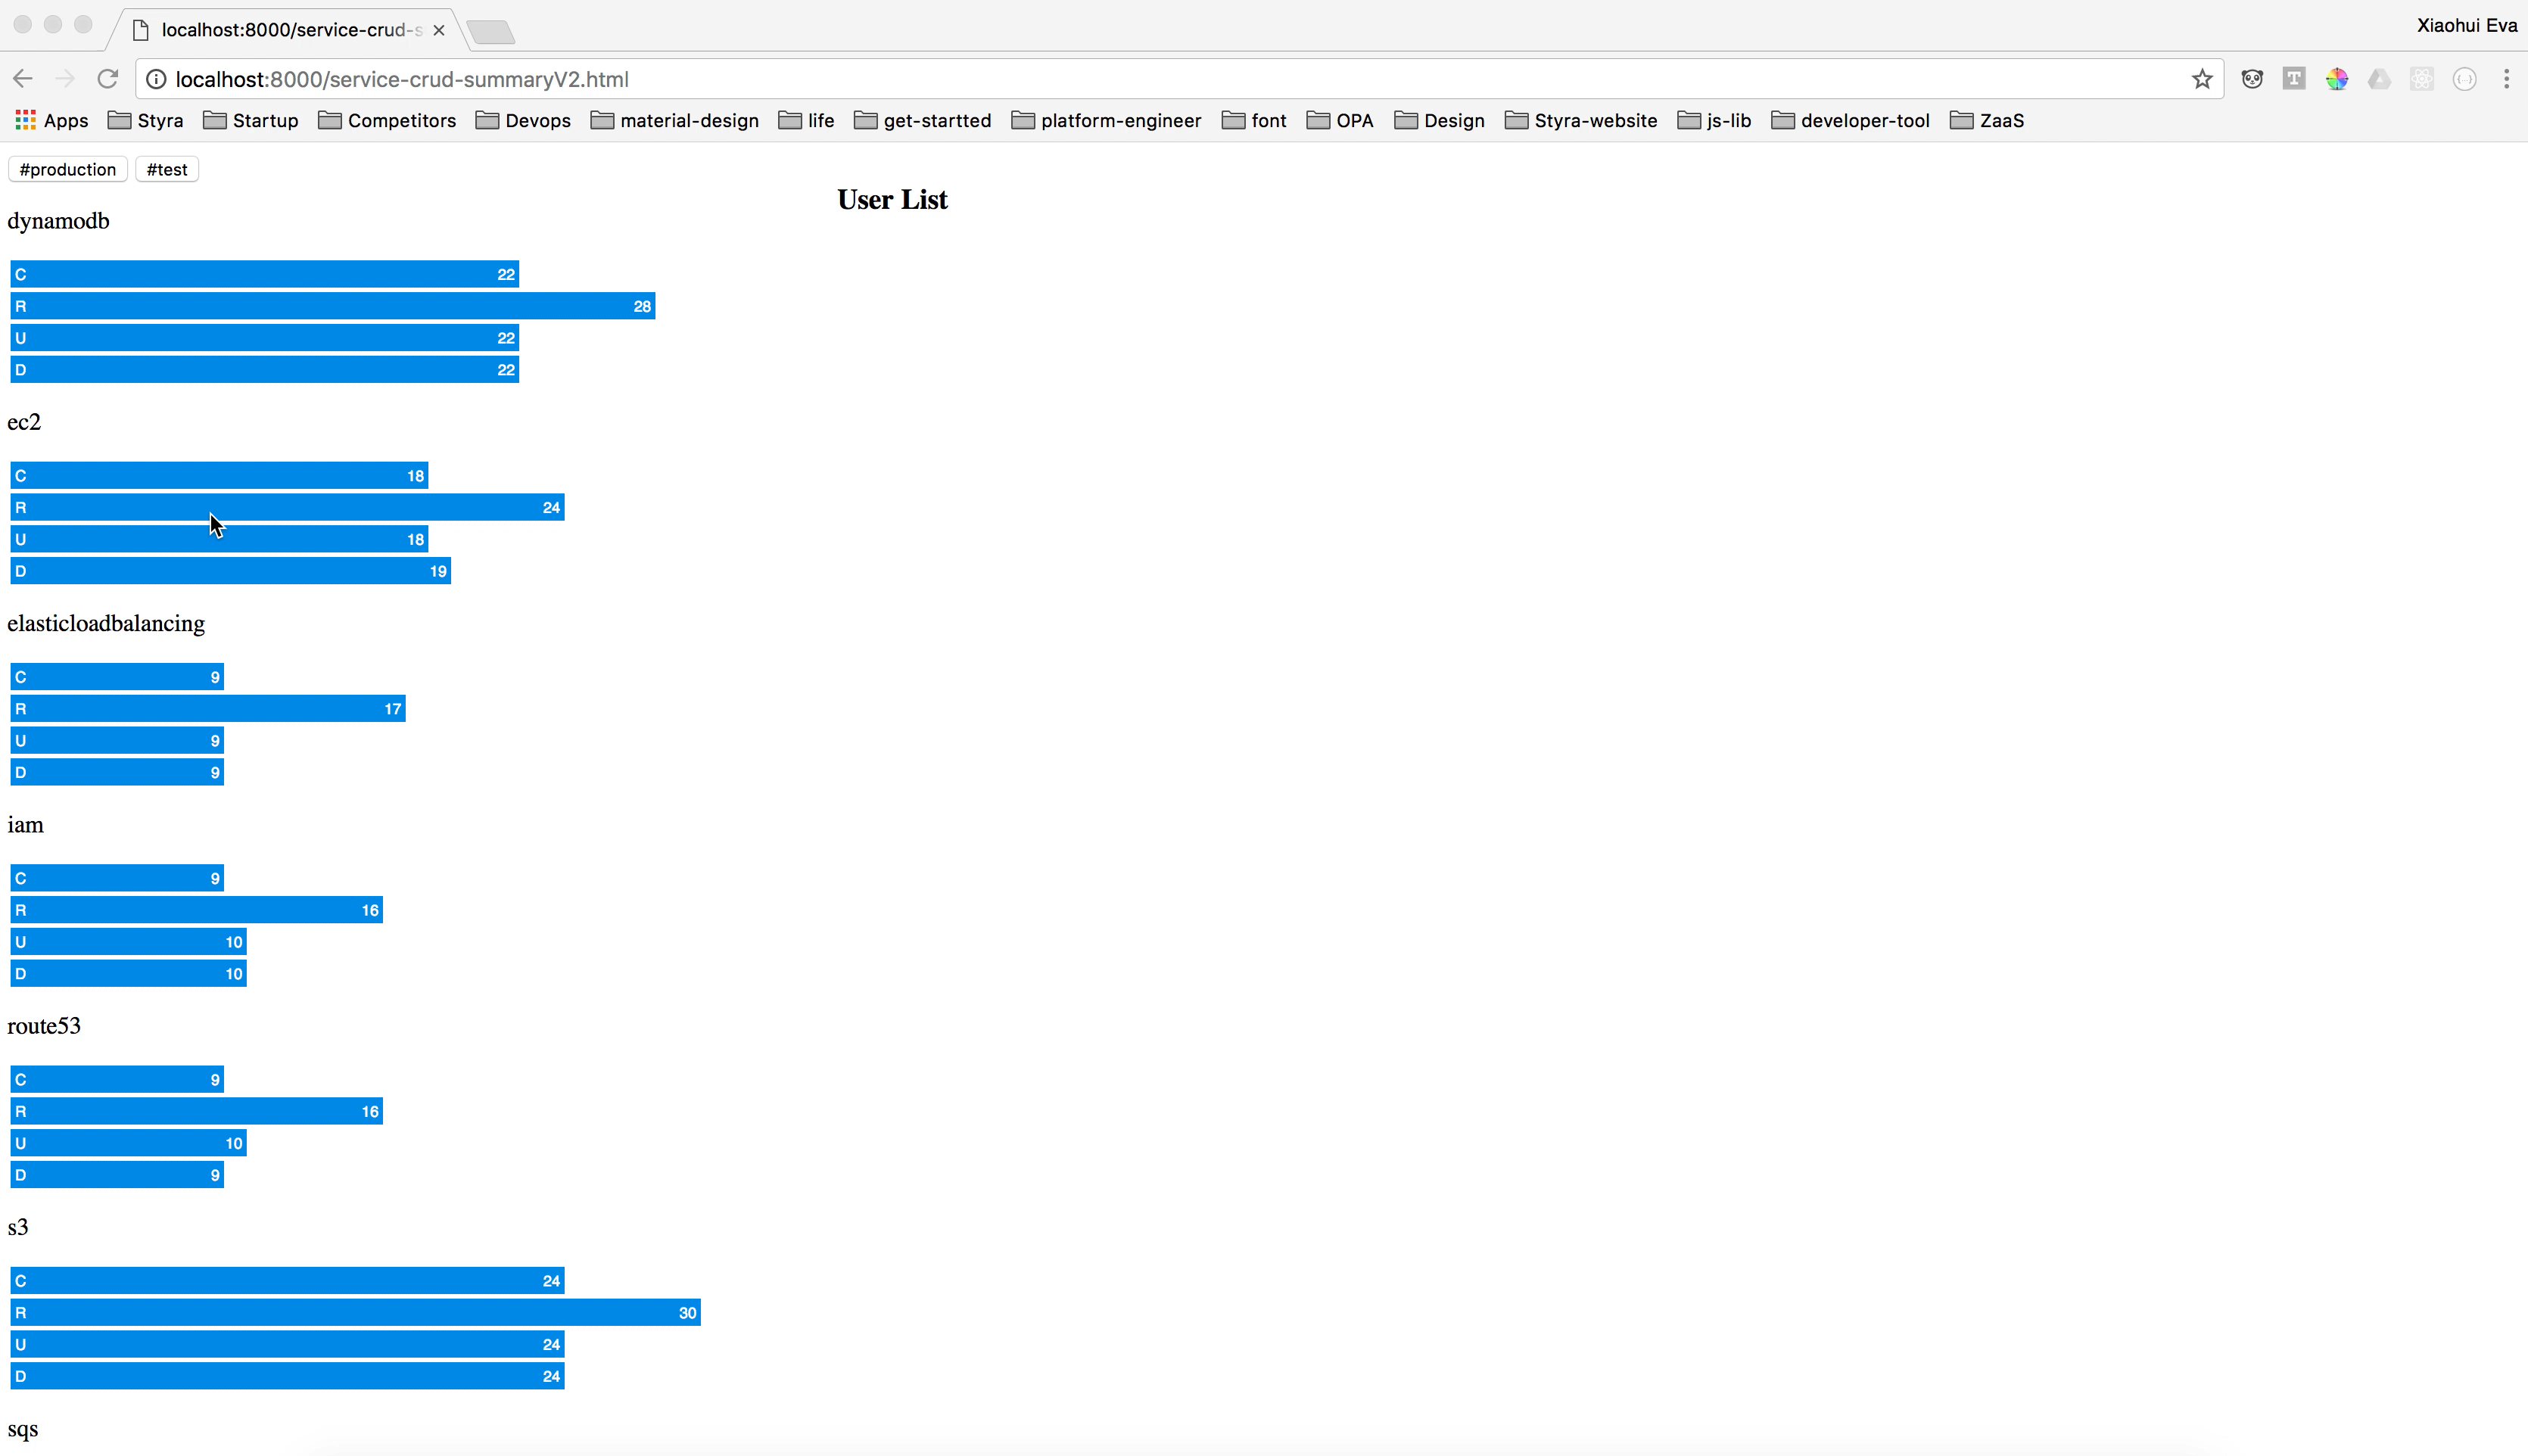 localhost:8000/service-crud-s
Xiaohui Eva
localhost:8000/service-crud-summaryV2.html
Apps Styra Startup Competitors Devops material-design life get-startted platform-engineer font OPA Design Styra-website js-lib developer-tool ZaaS
#production #test
User List
dynamodb
C 22
R 28
U 22
D 22
ec2
C 18
R 24
U 18
D 19
elasticloadbalancing
C 9
R 17
U 9
D 9
iam
C 9
R 16
U 10
D 10
route53
C 9
R 16
U 10
D 9
s3
C 24
R 30
U 24
D 24
sqs